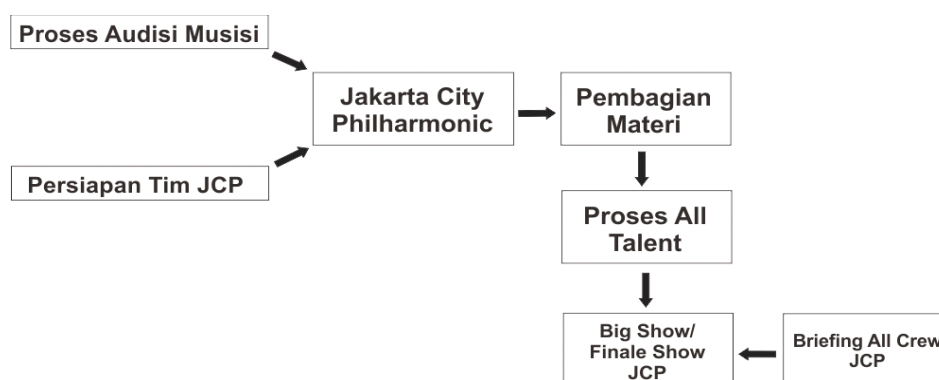 Proses Audisi Musisi
Persiapan Tim JCP
Jakarta City
Philharmonic
Pembagian
Materi
Proses All
Talent
Big Show/
Finale Show
JCP
Briefing All Crew
JCP